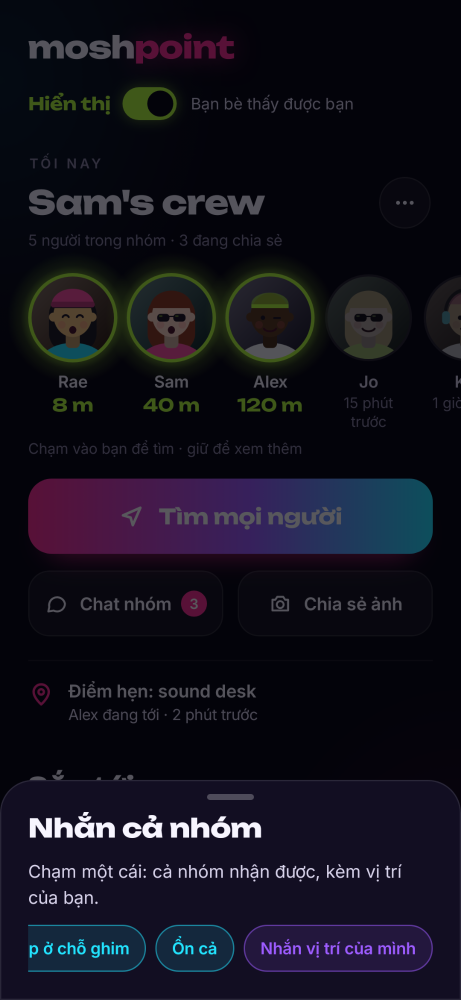 moshpoint
Hiển thị
Bạn bè thấy được bạn
TỐI NAY
Sam's crew
5 người trong nhóm · 3 đang chia sẻ
Rae
8 m
Sam
40 m
Alex
120 m
Jo
15 phút
trước
Chạm vào bạn để tìm · giữ để xem thêm
Tìm mọi người
Chat nhóm 3
Chia sẻ ảnh
Điểm hẹn: sound desk
Alex đang tới · 2 phút trước
Nhắn cả nhóm
Chạm một cái: cả nhóm nhận được, kèm vị trí
của bạn.
p ở chỗ ghim
Ổn cả
Nhắn vị trí của mình